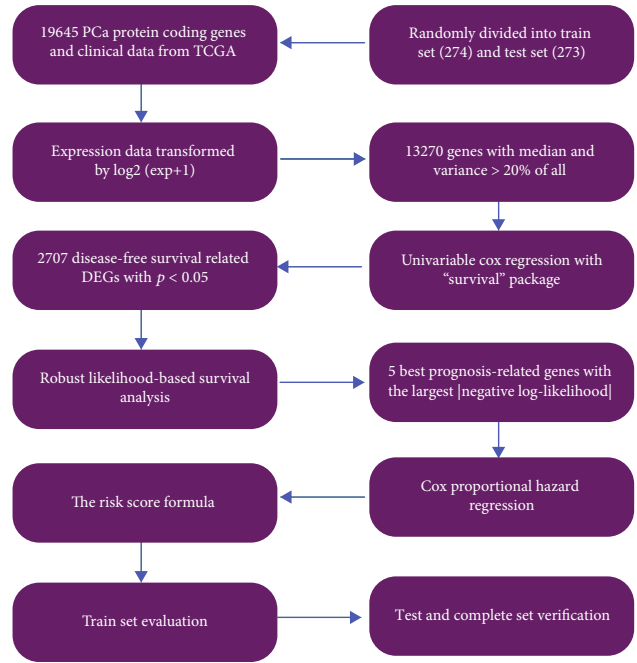 19645 PCa protein coding genes
and clinical data from TCGA
Randomly divided into train
set (274) and test set (273)
Expression data transformed
by log2 (exp+1)
13270 genes with median and
variance > 20% of all
2707 disease-free survival related
DEGs with p < 0.05
Univariable cox regression with
“survival” package
Robust likelihood-based survival
analysis
5 best prognosis-related genes with
the largest |negative log-likelihood|
The risk score formula
Cox proportional hazard
regression
Train set evaluation
Test and complete set verification